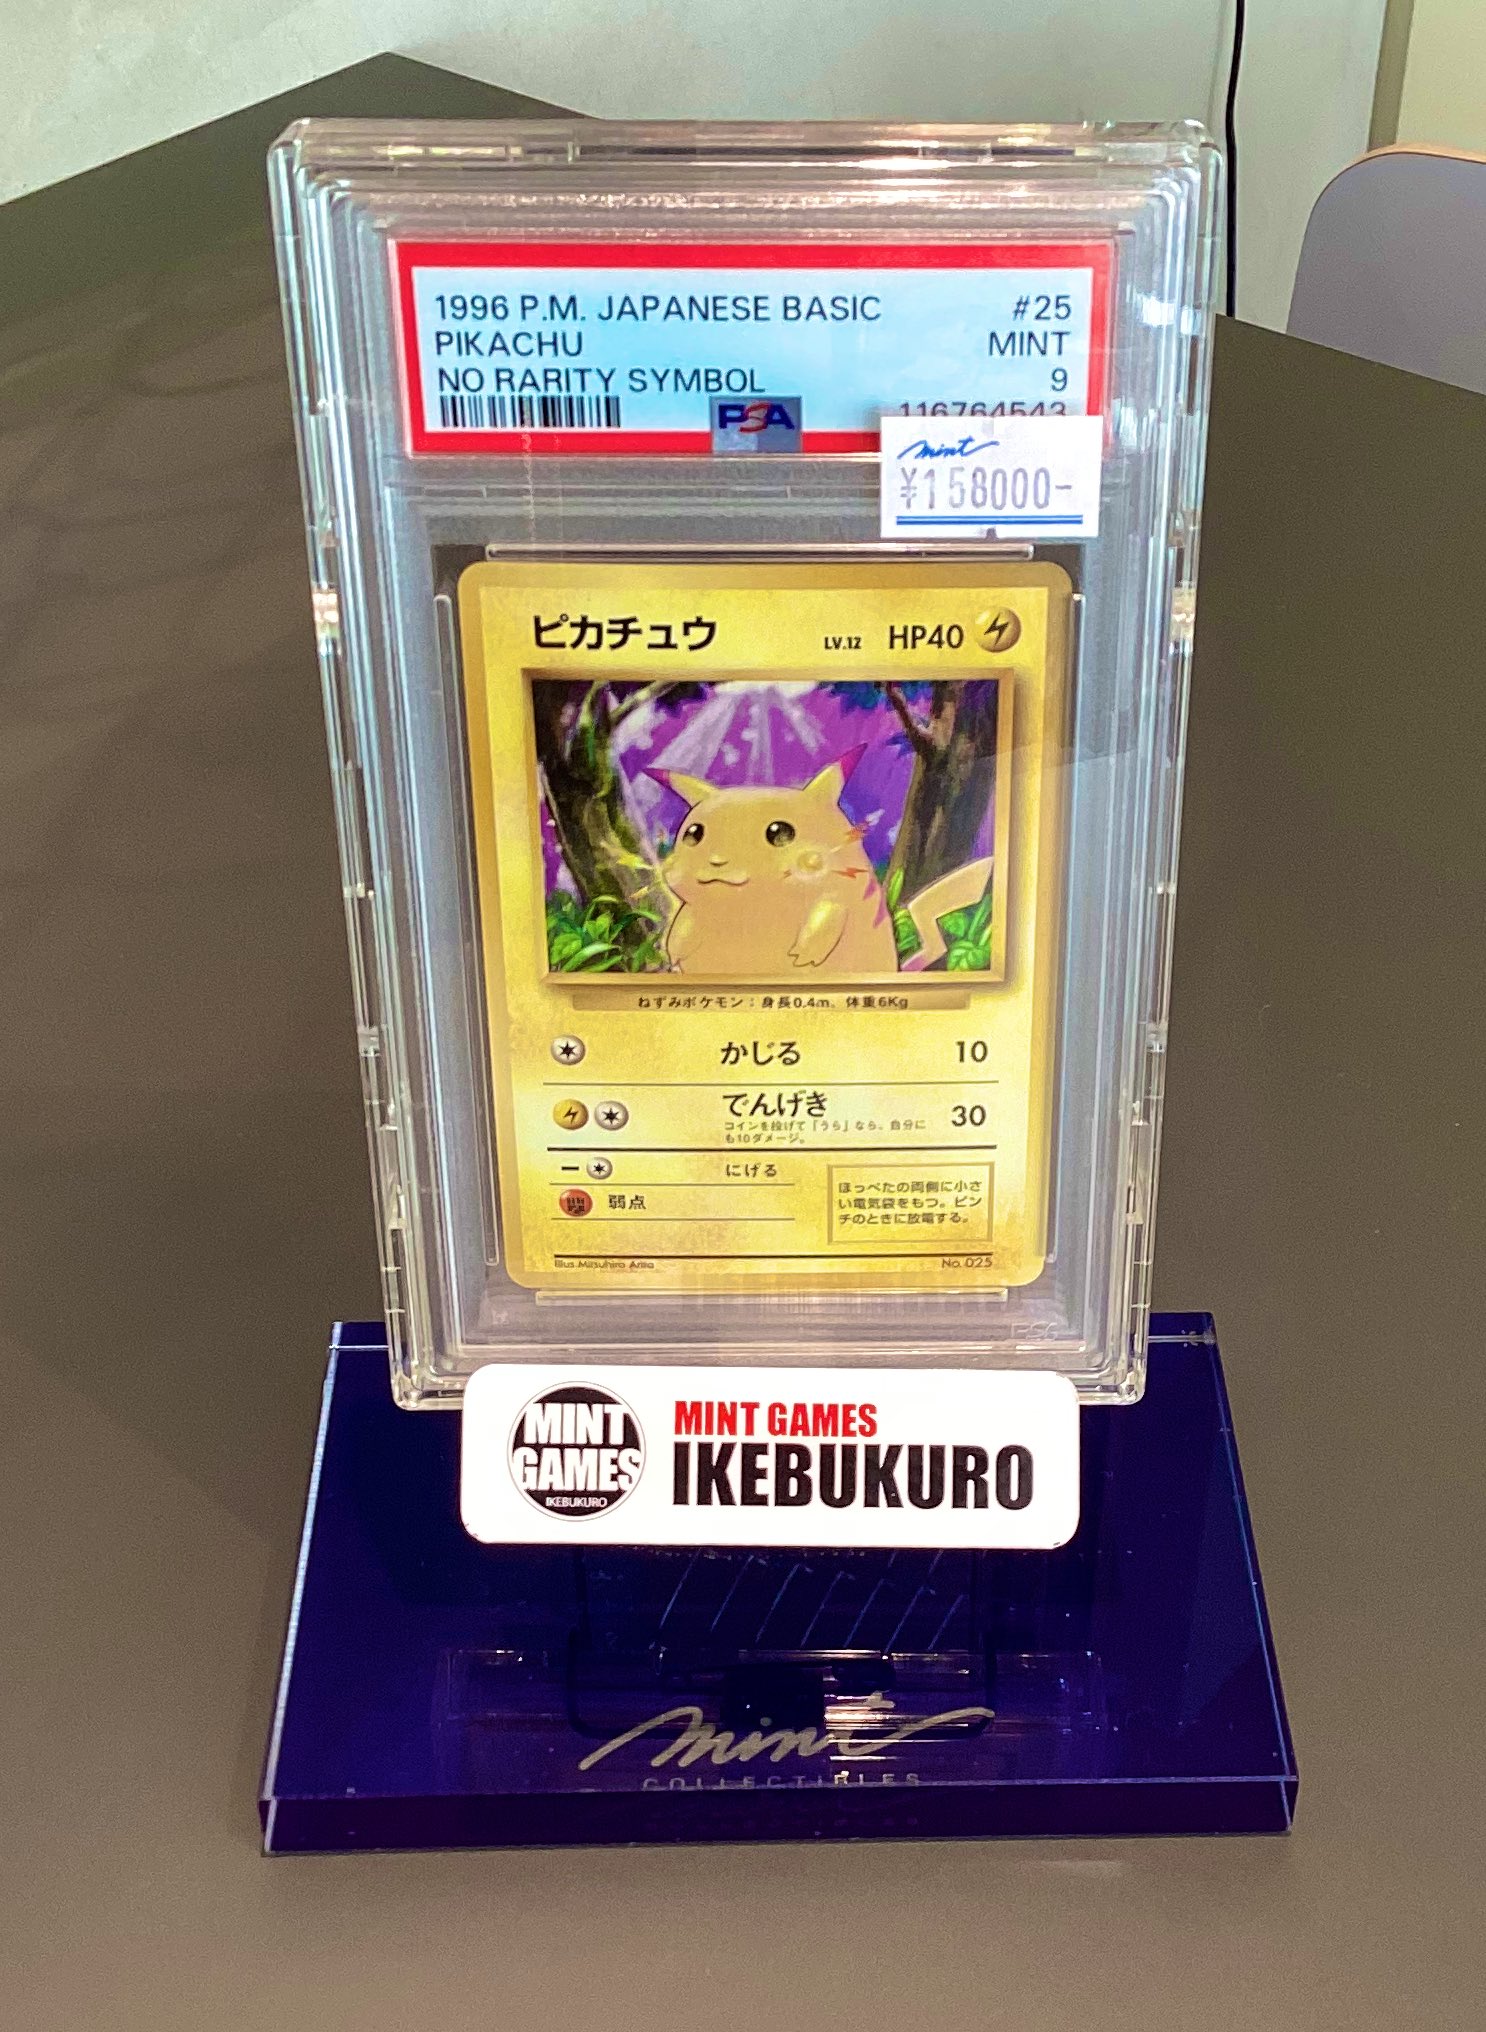 1996 P.M. JAPANESE BASIC #25
PIKACHU MINT
NO RARITY SYMBOL 9
PSA 116764543
mint
¥158000-
ピカチュウ LV.12 HP40
ねずみポケモン：身長0.4m、体重6Kg
かじる 10
でんげき 30
コインを投げて「うら」なら、自分に
も10ダメージ。
ー にげる
弱点
ほっぺたの両側に小さ
い電気袋をもつ。ピン
チのときに放電する。
Illus. Mitsuhiro Arita No. 025
MINT
GAMES
IKEBUKURO
MINT GAMES
IKEBUKURO
mint
COLLECTIBLES